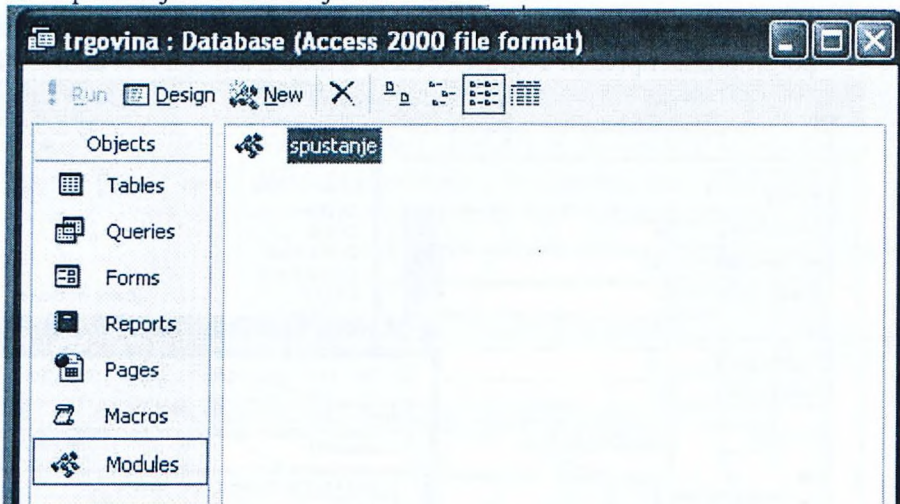 trgovina : Database (Access 2000 file format)
Run Design New
Objects
spustanje
Tables
Queries
Forms
Reports
Pages
Macros
Modules